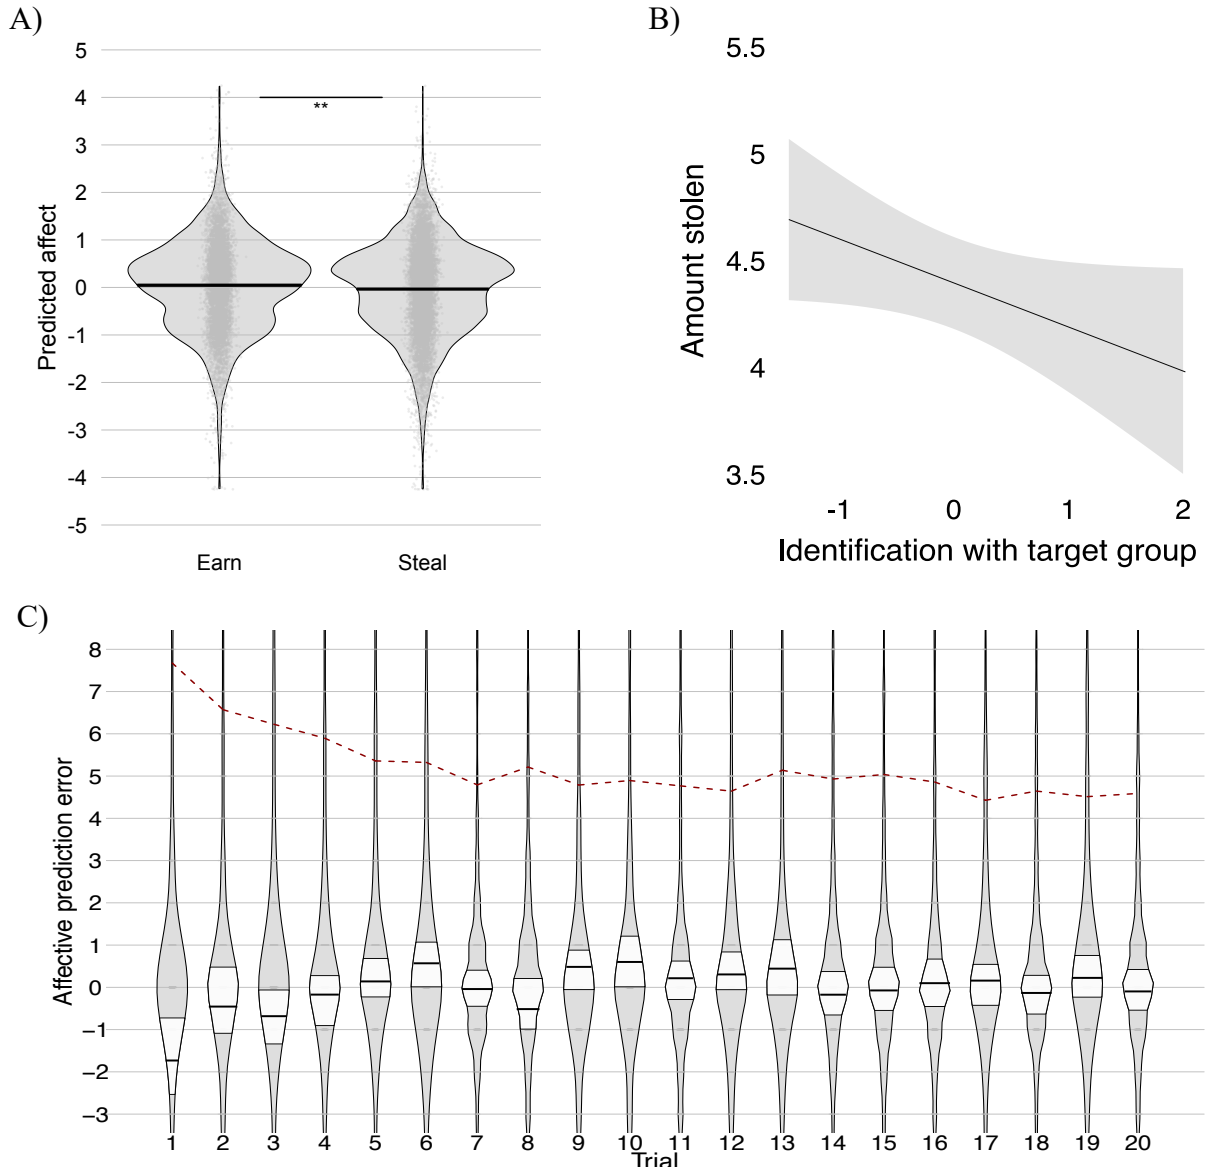 A)
5
4
3
2
1
0
-1
-2
-3
-4
-5
Predicted affect
**
Earn Steal
B)
5.5
5
4.5
4
3.5
Amount stolen
-1 0 1 2
Identification with target group
C)
8
7
6
5
4
3
2
1
0
−1
−2
−3
Affective prediction error
1 2 3 4 5 6 7 8 9 10 11 12 13 14 15 16 17 18 19 20
Trial